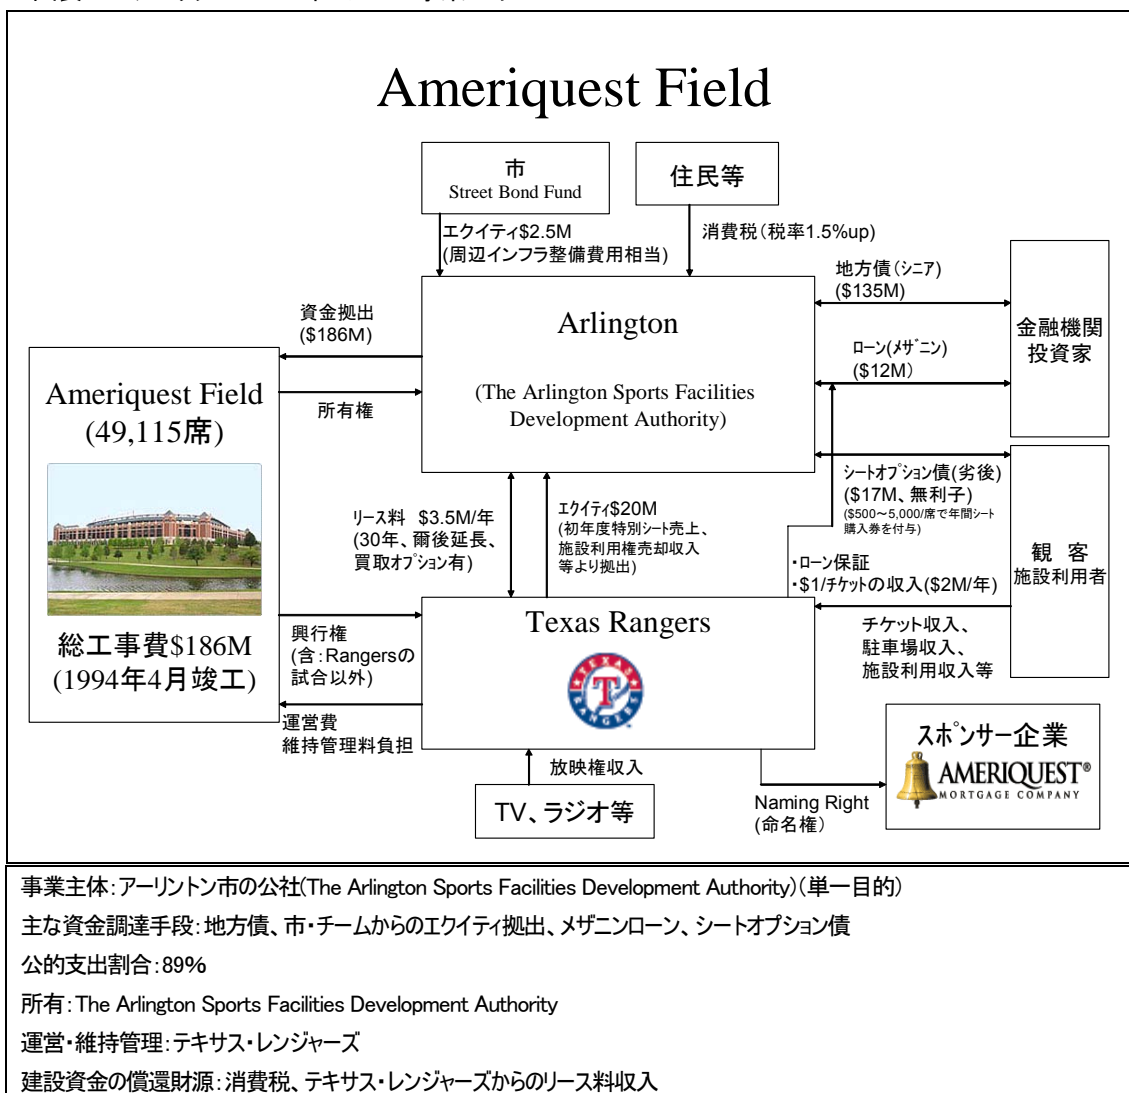 Ameriquest Field
市
Street Bond Fund
住民等
エクイティ$2.5M
(周辺インフラ整備費用相当)
消費税(税率1.5%up)
地方債(シニア)
($135M)
金融機関
投資家
資金拠出
($186M)
Arlington
(The Arlington Sports Facilities
Development Authority)
ローン(メザニン)
($12M)
Ameriquest Field
(49,115席)
所有権
総工事費$186M
(1994年4月竣工)
リース料 $3.5M/年
(30年、爾後延長、
買取オプション有)
エクイティ$20M
(初年度特別シート売上、
施設利用権売却収入
等より拠出)
シートオプション債(劣後)
($17M、無利子)
($500~5,000/席で年間シート
購入券を付与)
観 客
施設利用者
・ローン保証
・$1/チケットの収入($2M/年)
興行権
(含:Rangersの
試合以外)
Texas Rangers
TEXAS
T
RANGERS
チケット収入、
駐車場収入、
施設利用収入等
運営費
維持管理料負担
放映権収入
TV、ラジオ等
Naming Right
(命名権)
スポンサー企業
AMERIQUEST®
MORTGAGE COMPANY
事業主体:アーリントン市の公社(The Arlington Sports Facilities Development Authority)(単一目的)
主な資金調達手段:地方債、市・チームからのエクイティ拠出、メザニンローン、シートオプション債
公的支出割合:89%
所有:The Arlington Sports Facilities Development Authority
運営・維持管理:テキサス・レンジャーズ
建設資金の償還財源:消費税、テキサス・レンジャーズからのリース料収入